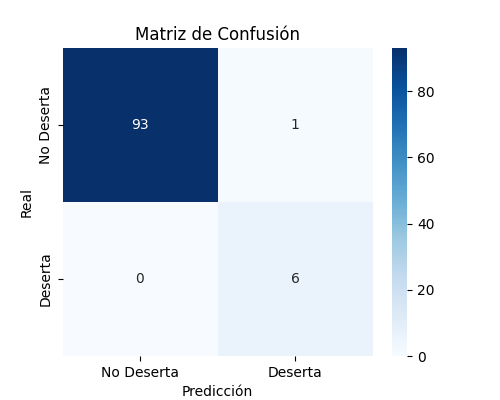 Matriz de Confusión
No Deserta
Deserta
Real
93
1
0
6
No Deserta
Deserta
Predicción
80
60
40
20
0